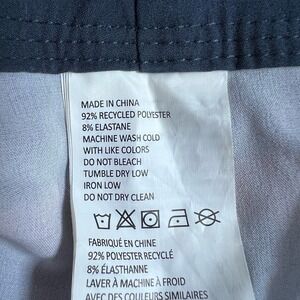 MADE IN CHINA
92% RECYCLED POLYESTER
8% ELASTANE
MACHINE WASH COLD
WITH LIKE COLORS
DO NOT BLEACH
TUMBLE DRY LOW
IRON LOW
DO NOT DRY CLEAN
FABRIQUÉ EN CHINE
92% POLYESTER RECYCLÉ
8% ÉLASTHANNE
LAVER À MACHINE À FROID
AVEC DES COULEURS SIMILAIRES